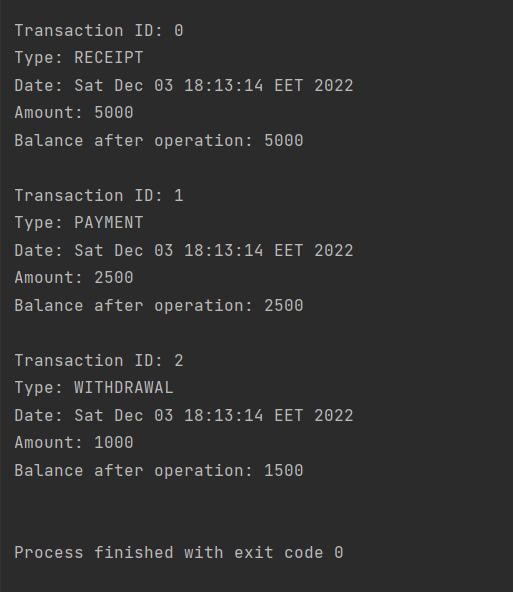 Transaction ID: 0
Type: RECEIPT
Date: Sat Dec 03 18:13:14 EET 2022
Amount: 5000
Balance after operation: 5000
Transaction ID: 1
Type: PAYMENT
Date: Sat Dec 03 18:13:14 EET 2022
Amount: 2500
Balance after operation: 2500
Transaction ID: 2
Type: WITHDRAWAL
Date: Sat Dec 03 18:13:14 EET 2022
Amount: 1000
Balance after operation: 1500
Process finished with exit code 0